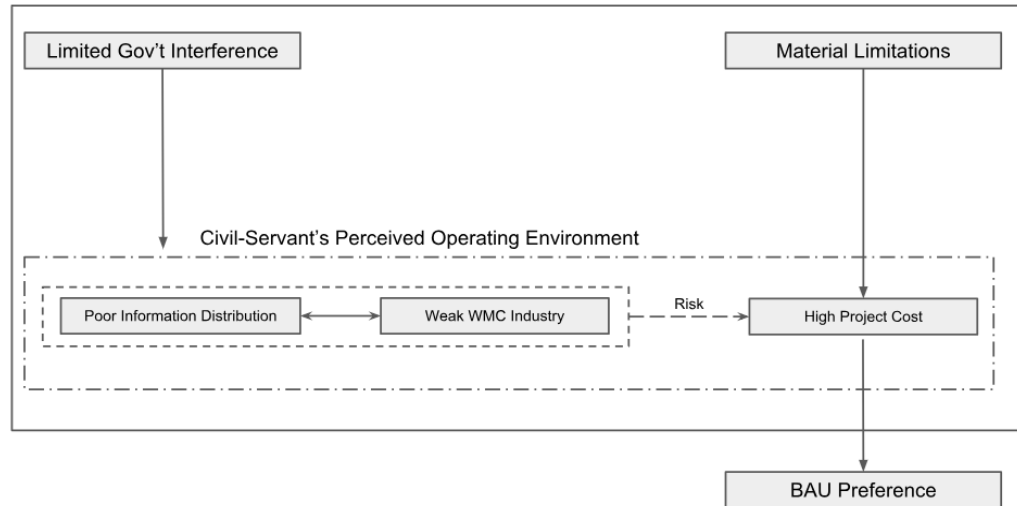 Limited Gov't Interference
Material Limitations
Civil-Servant's Perceived Operating Environment
Poor Information Distribution
Weak WMC Industry
Risk
High Project Cost
BAU Preference